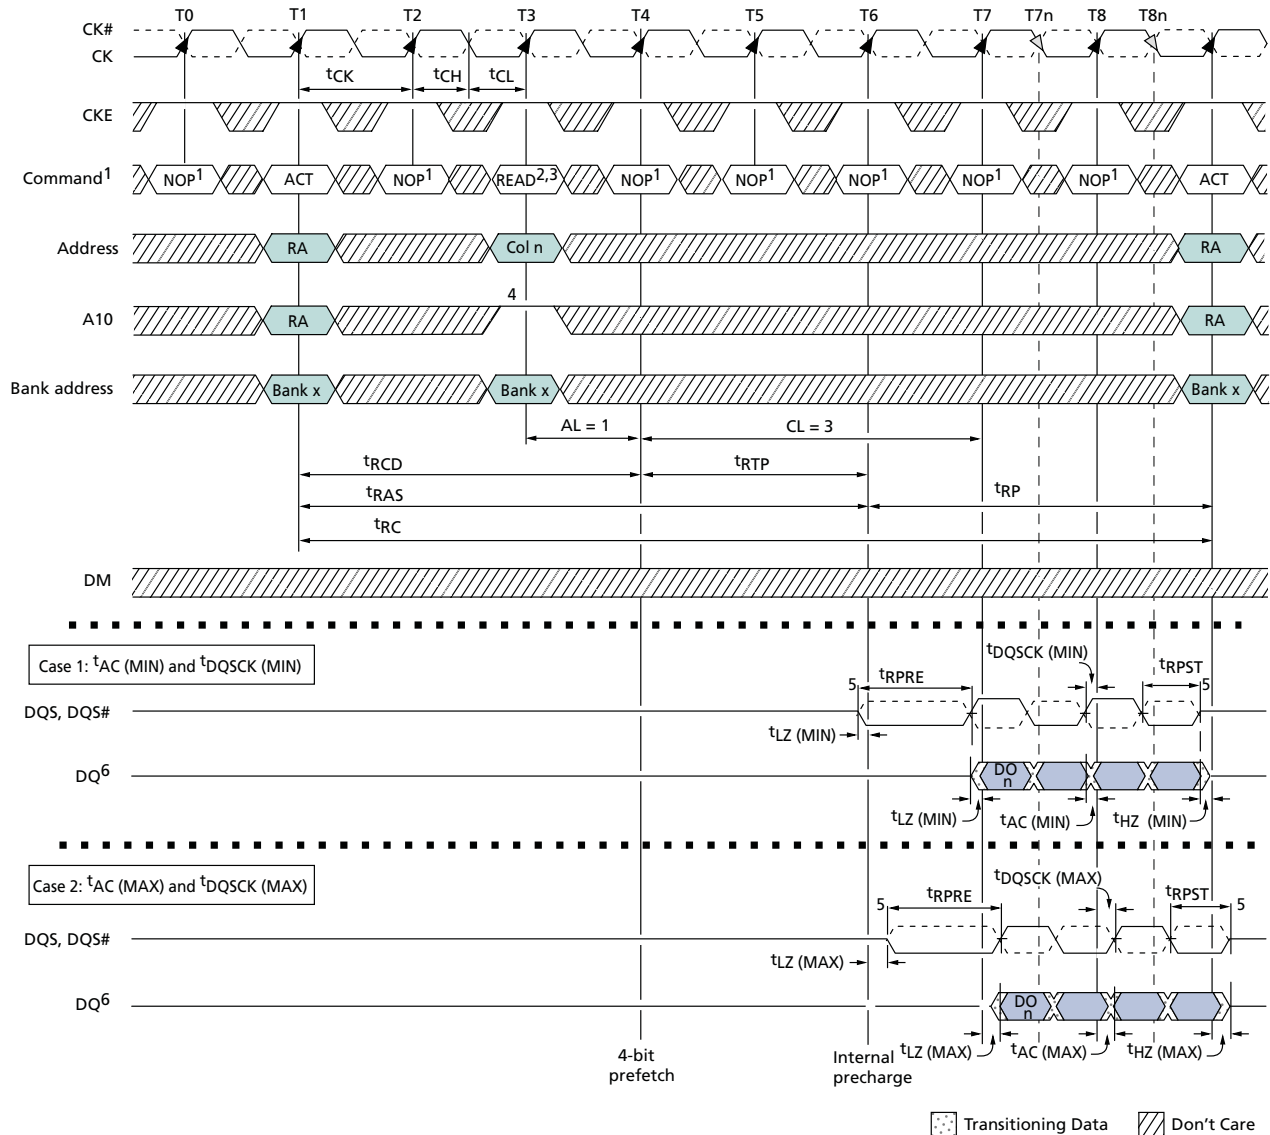 T0 T1 T2 T3 T4 T5 T6 T7 T7n T8 T8n
CK#
CK
tCK tCH tCL
CKE
Command1 NOP1 ACT NOP1 READ2,3 NOP1 NOP1 NOP1 NOP1 NOP1 ACT
Address RA Col n RA
4
A10 RA RA
Bank address Bank x Bank x Bank x
AL = 1 CL = 3
tRCD tRTP
tRAS tRP
tRC
DM
Case 1: tAC (MIN) and tDQSCK (MIN)
tDQSCK (MIN)
5 tRPRE tRPST 5
DQS, DQS#
tLZ (MIN)
DQ6 DO
n
tLZ (MIN) tAC (MIN) tHZ (MIN)
Case 2: tAC (MAX) and tDQSCK (MAX)
tDQSCK (MAX)
5 tRPRE tRPST 5
DQS, DQS#
tLZ (MAX)
DQ6 DO
n
tLZ (MAX) tAC (MAX) tHZ (MAX)
4-bit
prefetch
Internal
precharge
Transitioning Data Don't Care